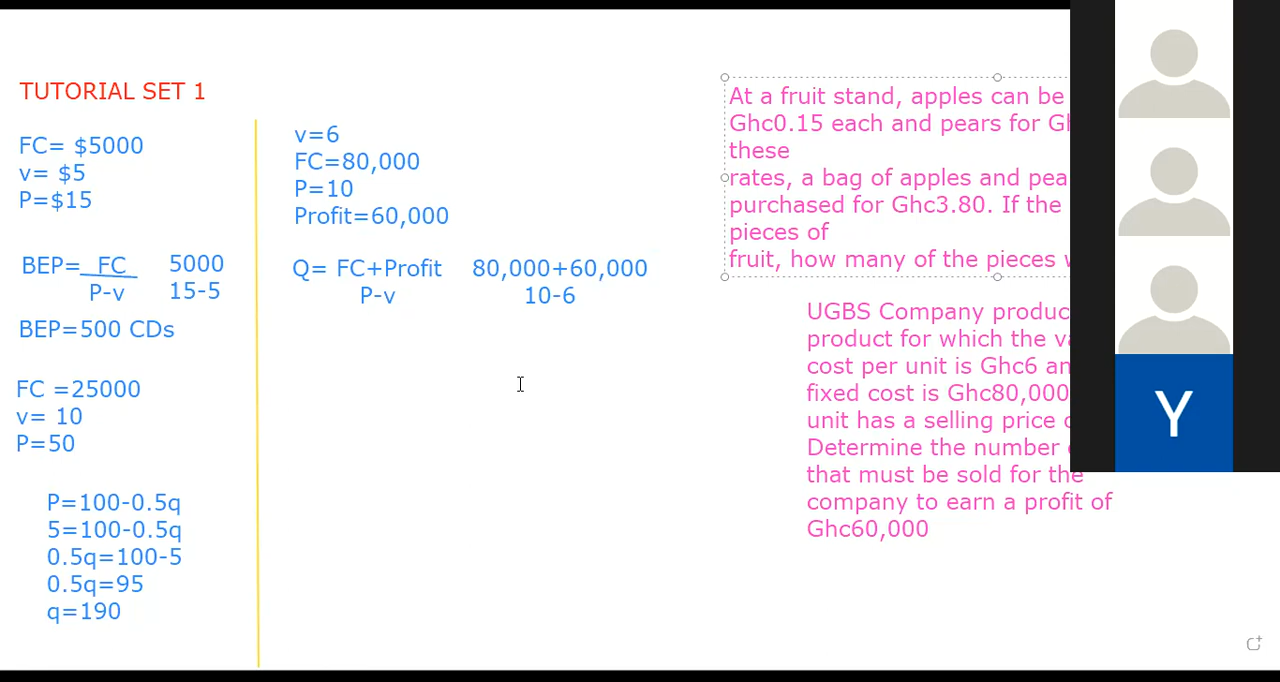 TUTORIAL SET 1
FC= $5000
v= $5
P=$15
BEP= FC 5000
P-v 15-5
BEP=500 CDs
FC =25000
v= 10
P=50
P=100-0.5q
5=100-0.5q
0.5q=100-5
0.5q=95
q=190
v=6
FC=80,000
P=10
Profit=60,000
Q= FC+Profit 80,000+60,000
P-v 10-6
At a fruit stand, apples can be
Ghc0.15 each and pears for
these
rates, a bag of apples and
purchased for Ghc3.80. If the
pieces of
fruit, how many of the pieces
UGBS Company
product for which the
cost per unit is Ghc6
fixed cost is Ghc80,000
unit has a selling price
Determine the number
that must be sold for the
company to earn a profit of
Ghc60,000
Y